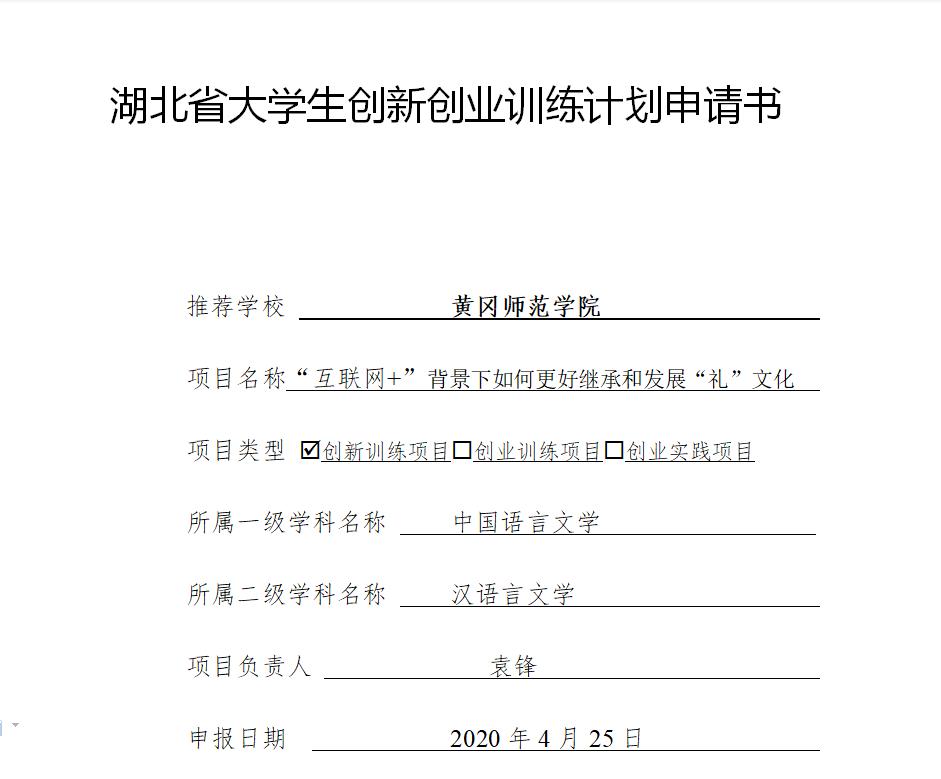 湖北省大学生创新创业训练计划申请书
推荐学校 黄冈师范学院
项目名称“互联网+”背景下如何更好继承和发展“礼”文化
项目类型 ☑创新训练项目☐创业训练项目☐创业实践项目
所属一级学科名称 中国语言文学
所属二级学科名称 汉语言文学
项目负责人 袁锋
申报日期 2020 年 4 月 25 日